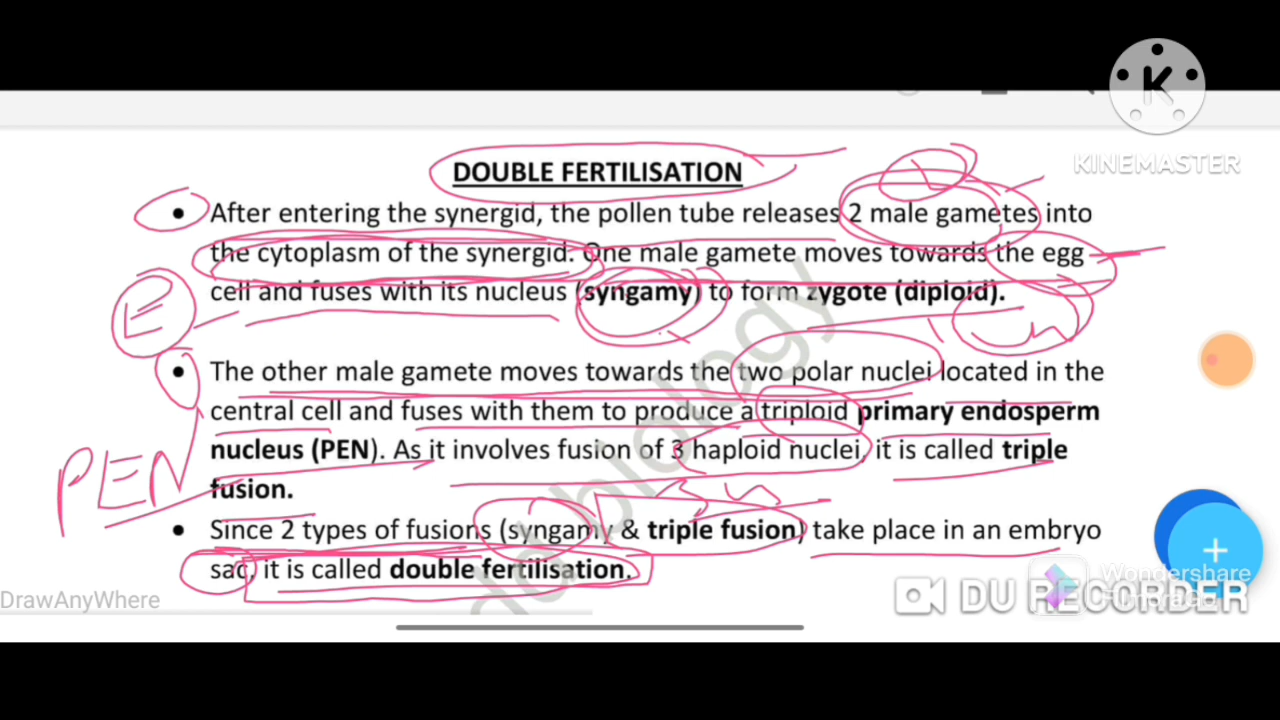 KINEMASTER
DOUBLE FERTILISATION
• After entering the synergid, the pollen tube releases 2 male gametes into
the cytoplasm of the synergid. One male gamete moves towards the egg
cell and fuses with its nucleus (syngamy) to form zygote (diploid).
E
• The other male gamete moves towards the two polar nuclei located in the
central cell and fuses with them to produce a triploid primary endosperm
nucleus (PEN). As it involves fusion of 3 haploid nuclei, it is called triple
fusion.
PEN
3n
• Since 2 types of fusions (syngamy & triple fusion) take place in an embryo
sac, it is called double fertilisation.
Wondershare
DU RECORDER
DrawAnyWhere